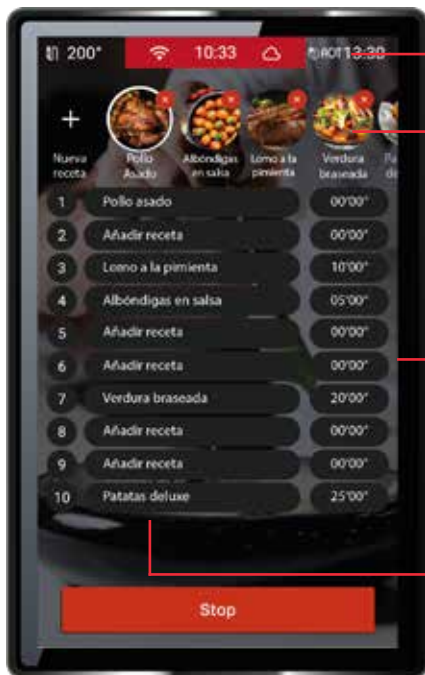 200° 10:33 AOT 13:30
+
Nueva receta
Pollo Asado
Albóndigas en salsa
Lomo a la pimienta
Verdura braseada
1 Pollo asado 00'00"
2 Añadir receta 00'00"
3 Lomo a la pimienta 10'00"
4 Albóndigas en salsa 05'00"
5 Añadir receta 00'00"
6 Añadir receta 00'00"
7 Verdura braseada 20'00"
8 Añadir receta 00'00"
9 Añadir receta 00'00"
10 Patatas deluxe 25'00"
Stop